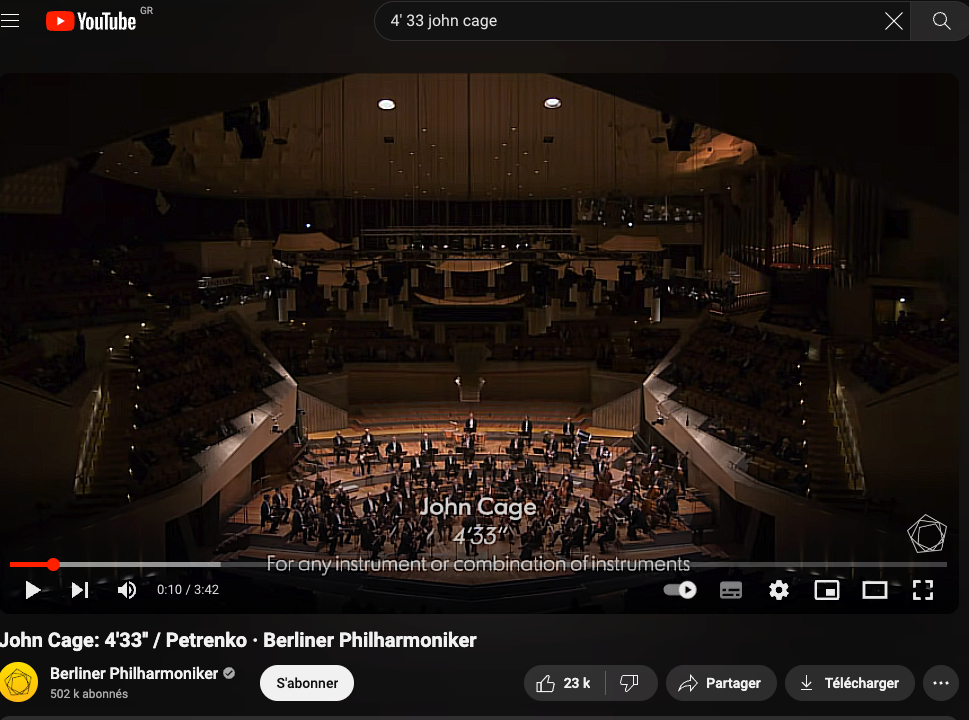 YouTube GR
4' 33 john cage
John Cage
4'33"
For any instrument or combination of instruments
0:10 / 3:42
John Cage: 4'33" / Petrenko · Berliner Philharmoniker
Berliner Philharmoniker
502 k abonnés
S'abonner
23 k
Partager
Télécharger